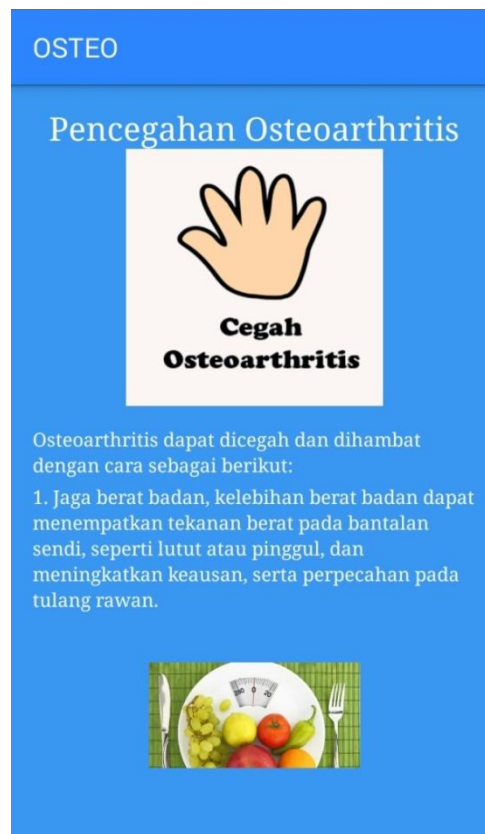 OSTEO
Pencegahan Osteoarthritis
Cegah
Osteoarthritis
Osteoarthritis dapat dicegah dan dihambat
dengan cara sebagai berikut:
1. Jaga berat badan, kelebihan berat badan dapat
menempatkan tekanan berat pada bantalan
sendi, seperti lutut atau pinggul, dan
meningkatkan keausan, serta perpecahan pada
tulang rawan.